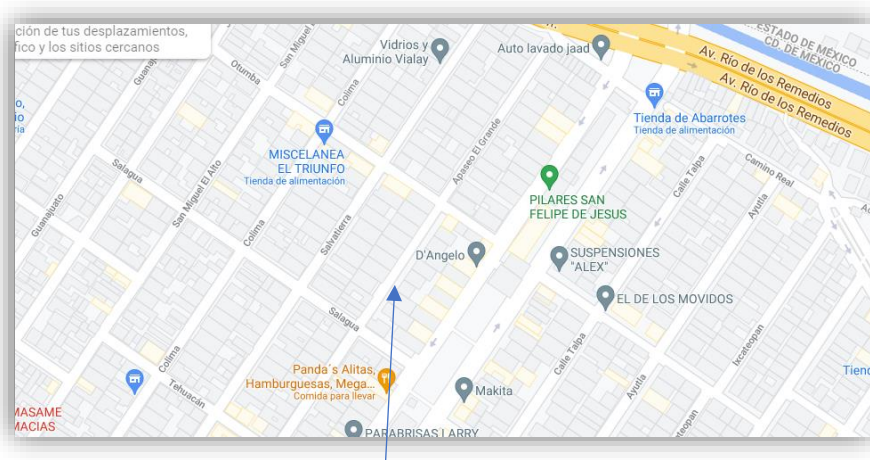 ción de tus desplazamientos,
fico y los sitios cercanos
Guanajuato
Otumba
San Miguel El Alto
Colima
Vidrios y
Aluminio Vialay
Auto lavado jaad
ESTADO DE MÉXICO
CD. DE MÉXICO
Av. Río de los Remedios
Av. Río de los Remedios
Tienda de Abarrotes
Tienda de alimentación
MISCELANEA
EL TRIUNFO
Tienda de alimentación
Apaseo El Grande
Salagua
San Miguel El Alto
Guanajuato
Colima
Salvatierra
PILARES SAN
FELIPE DE JESUS
Calle Talpa
Camino Real
Ayutla
D'Angelo
SUSPENSIONES
"ALEX"
EL DE LOS MOVIDOS
Salagua
Calle Talpa
Ixcateopan
Colima
Tehuacán
Panda´s Alitas,
Hamburguesas, Mega...
Comida para llevar
Makita
Ayutla
Tiend
MASAME
MACIAS
PARABRISAS LARRY